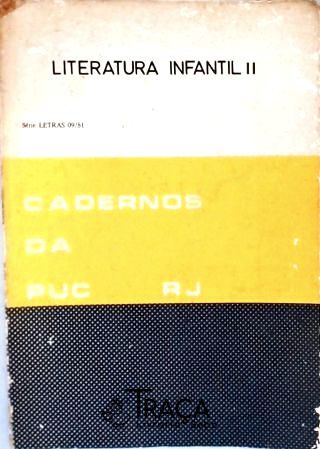 LITERATURA INFANTIL II
Série LETRAS 09/81
CADERNOS
DA
PUC RJ
TRAÇA